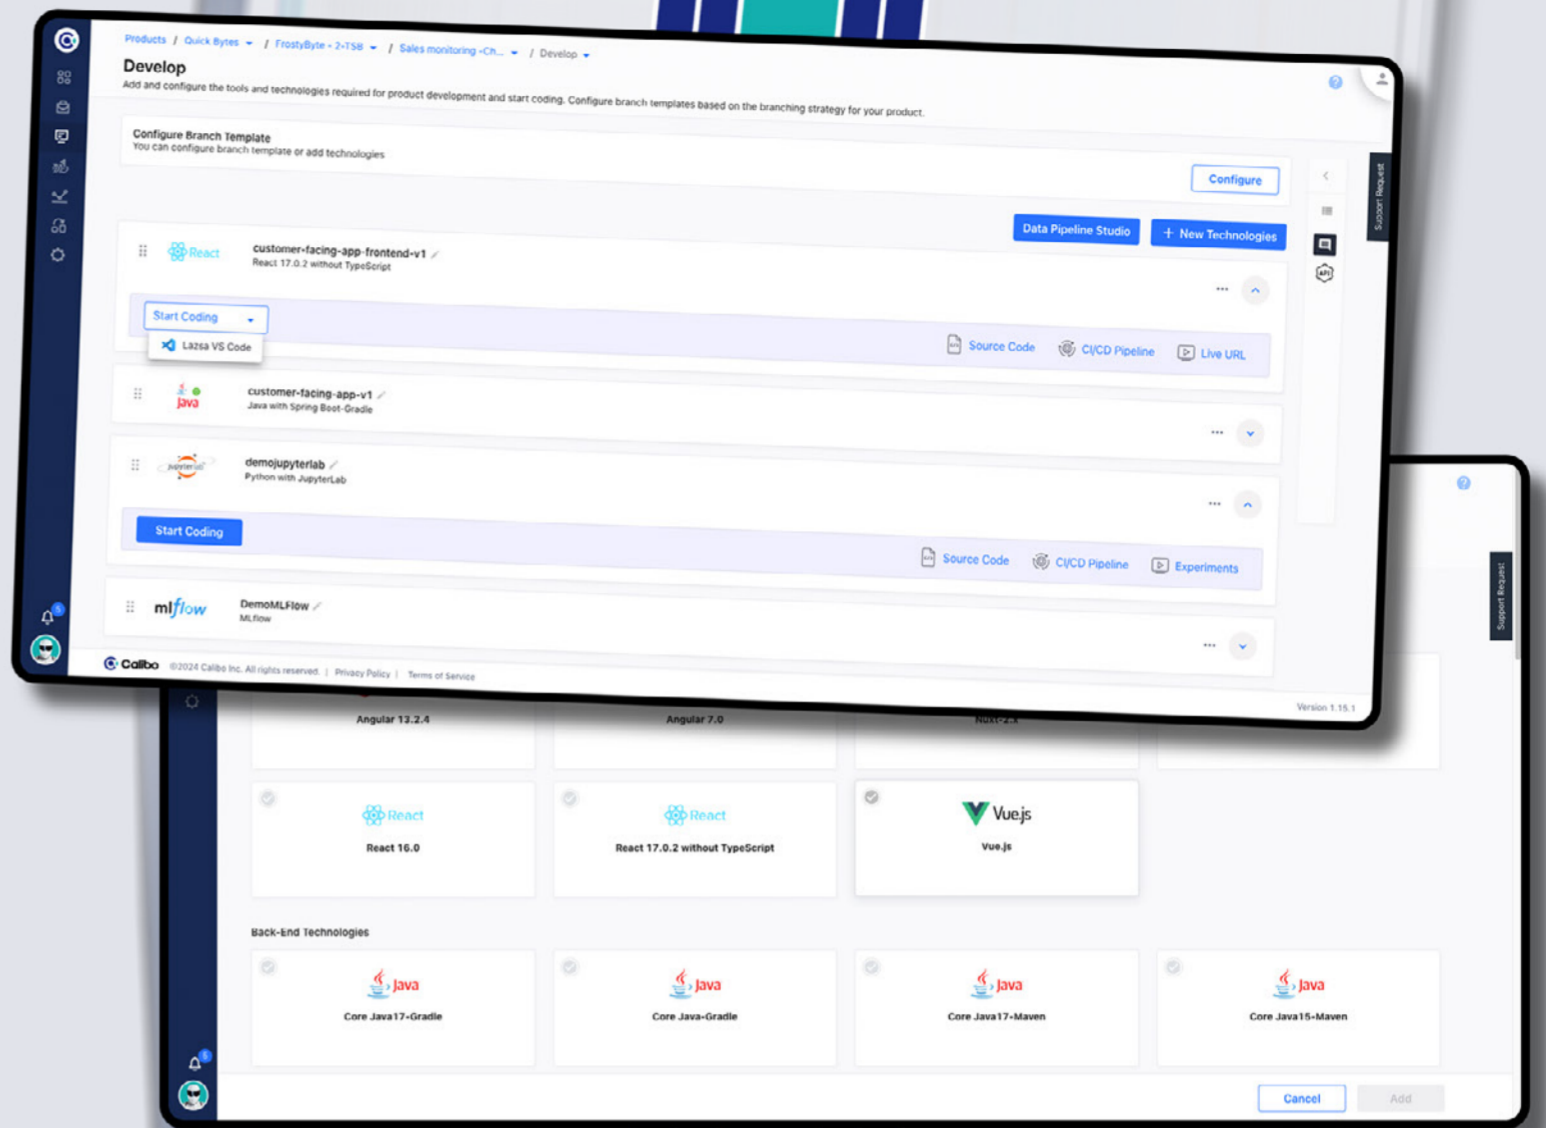 Products / Quick Bytes / FrostyByte - 2-TSB / Sales monitoring -Ch... / Develop
Develop
Add and configure the tools and technologies required for product development and start coding. Configure branch templates based on the branching strategy for your product.
Configure Branch Template
You can configure branch template or add technologies
Configure
Support Request
Data Pipeline Studio
+ New Technologies
React
customer-facing-app-frontend-v1
React 17.0.2 without TypeScript
API
Start Coding
Lazsa VS Code
Source Code
CI/CD Pipeline
Live URL
Java
customer-facing-app-v1
Java with Spring Boot-Gradle
jupyterlab
demojupyterlab
Python with JupyterLab
Start Coding
Source Code
CI/CD Pipeline
Experiments
mlflow
DemoMLFlow
MLflow
5
Calibo ©2024 Calibo Inc. All rights reserved. | Privacy Policy | Terms of Service
Version 1.15.1
Support Request
Angular 13.2.4
Angular 7.0
Nuxt-2.x
React
React 16.0
React
React 17.0.2 without TypeScript
Vue.js
Vue.js
Back-End Technologies
Java
Core Java17-Gradle
Java
Core Java-Gradle
Java
Core Java17-Maven
Java
Core Java15-Maven
5
Cancel
Add